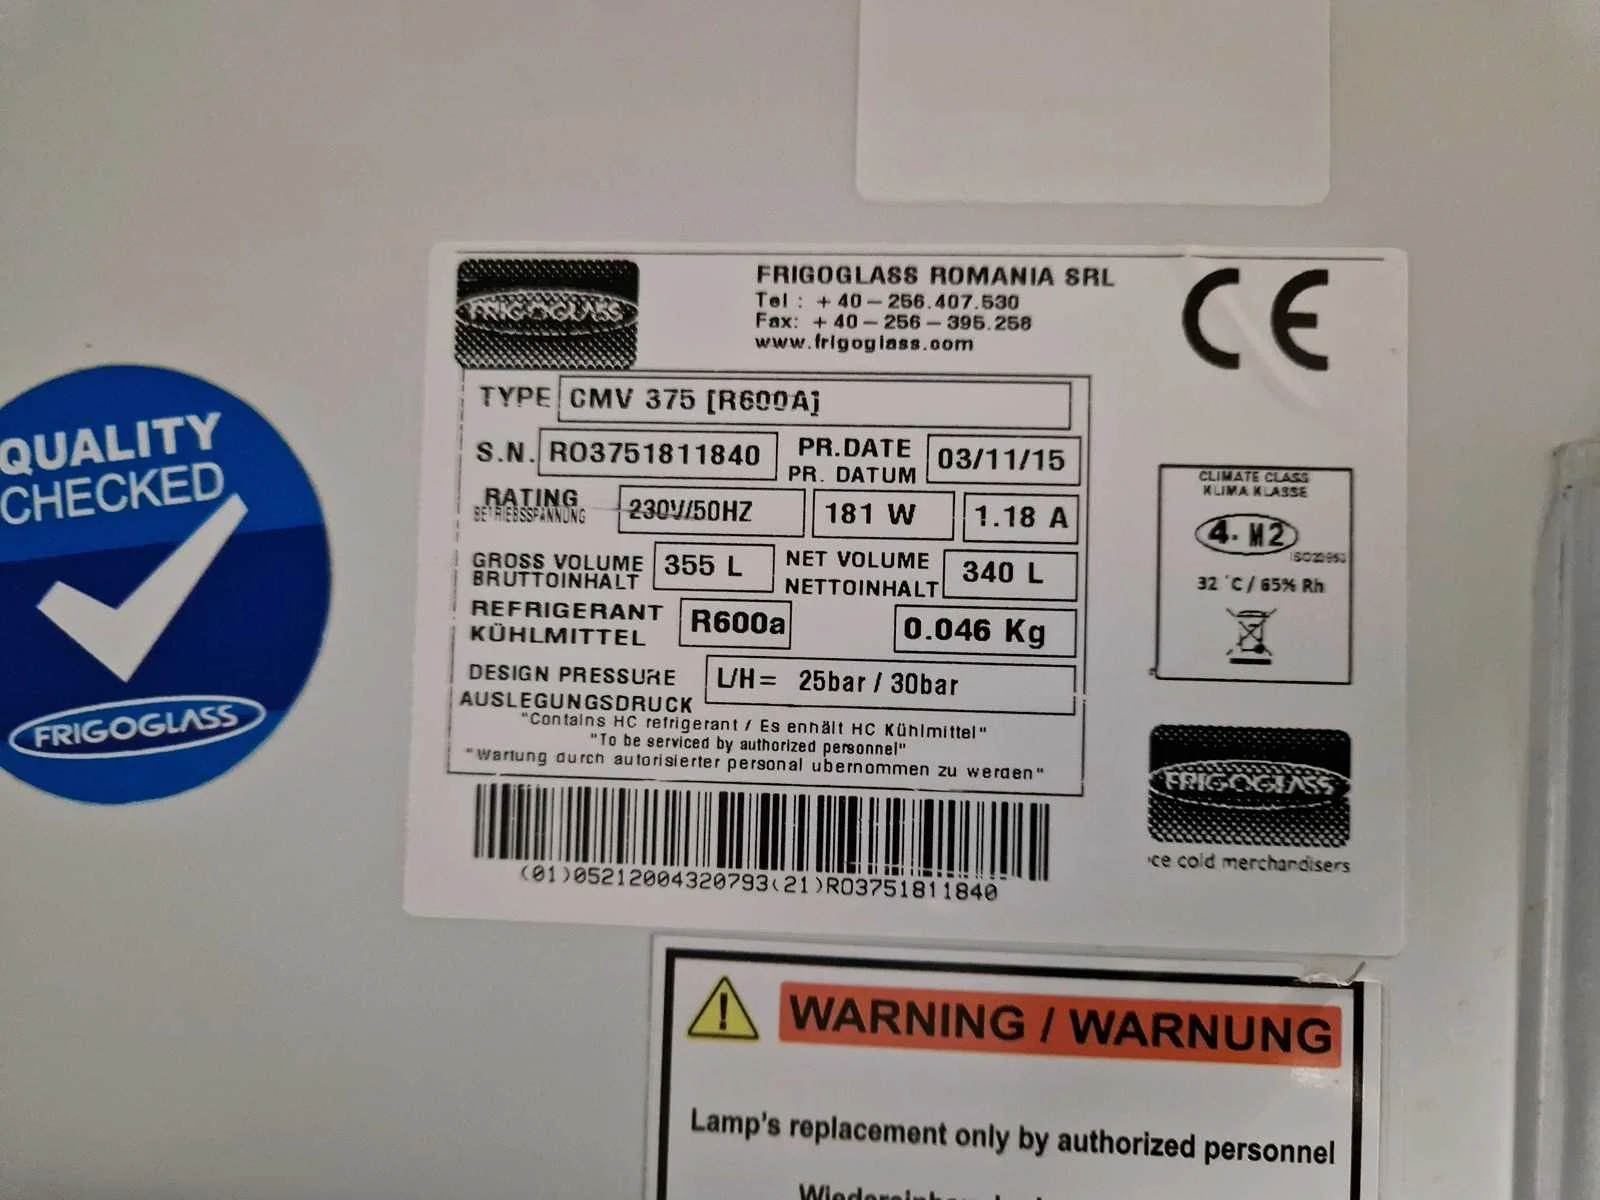 QUALITY
CHECKED
FRIGOGLASS
FRIGOGLASS
FRIGOGLASS ROMANIA SRL
Tel : +40-256.407.530
Fax: +40-256-395.258
www.frigoglass.com
CE
TYPE CMV 375 [R600A]
S.N. RO3751811840 PR.DATE 03/11/15
PR. DATUM
RATING 230V/50HZ 181 W 1.18 A
BETRIEBSSPANNUNG
GROSS VOLUME 355 L NET VOLUME 340 L
BRUTTOINHALT NETTOINHALT
REFRIGERANT R600a 0.046 Kg
KÜHLMITTEL
DESIGN PRESSURE L/H= 25bar / 30bar
AUSLEGUNGSDRUCK
"Contains HC refrigerant / Es enhält HC Kühlmittel"
"To be serviced by authorized personnel"
"Wartung durch autorisierter personal ubernommen zu werden"
(01)05212004320793(21)RO3751811840
CLIMATE CLASS
KLIMA KLASSE
4. M2
32 °C / 65% Rh
FRIGOGLASS
ce cold merchandisers
WARNING / WARNUNG
Lamp's replacement only by authorized personnel